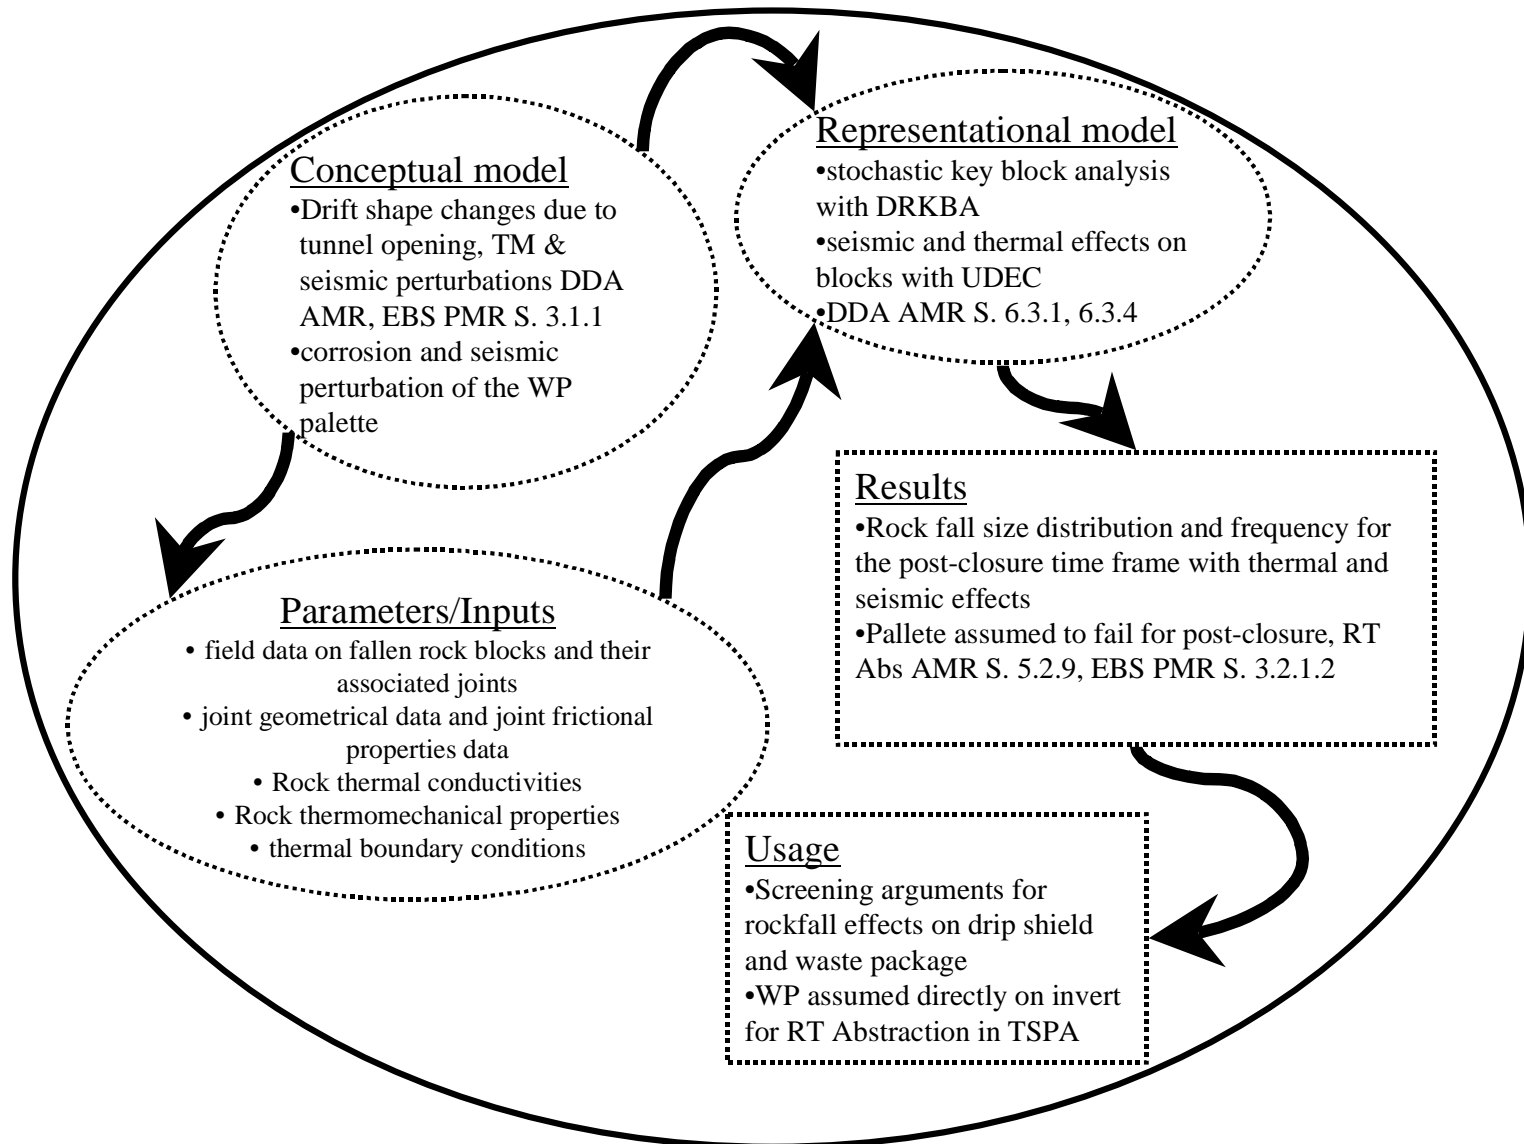 Conceptual model
•Drift shape changes due to
tunnel opening, TM &
seismic perturbations DDA
AMR, EBS PMR S. 3.1.1
•corrosion and seismic
perturbation of the WP
palette
Representational model
•stochastic key block analysis
with DRKBA
•seismic and thermal effects on
blocks with UDEC
•DDA AMR S. 6.3.1, 6.3.4
Parameters/Inputs
• field data on fallen rock blocks and their
associated joints
• joint geometrical data and joint frictional
properties data
• Rock thermal conductivities
• Rock thermomechanical properties
• thermal boundary conditions
Results
•Rock fall size distribution and frequency for
the post-closure time frame with thermal and
seismic effects
•Pallete assumed to fail for post-closure, RT
Abs AMR S. 5.2.9, EBS PMR S. 3.2.1.2
Usage
•Screening arguments for
rockfall effects on drip shield
and waste package
•WP assumed directly on invert
for RT Abstraction in TSPA